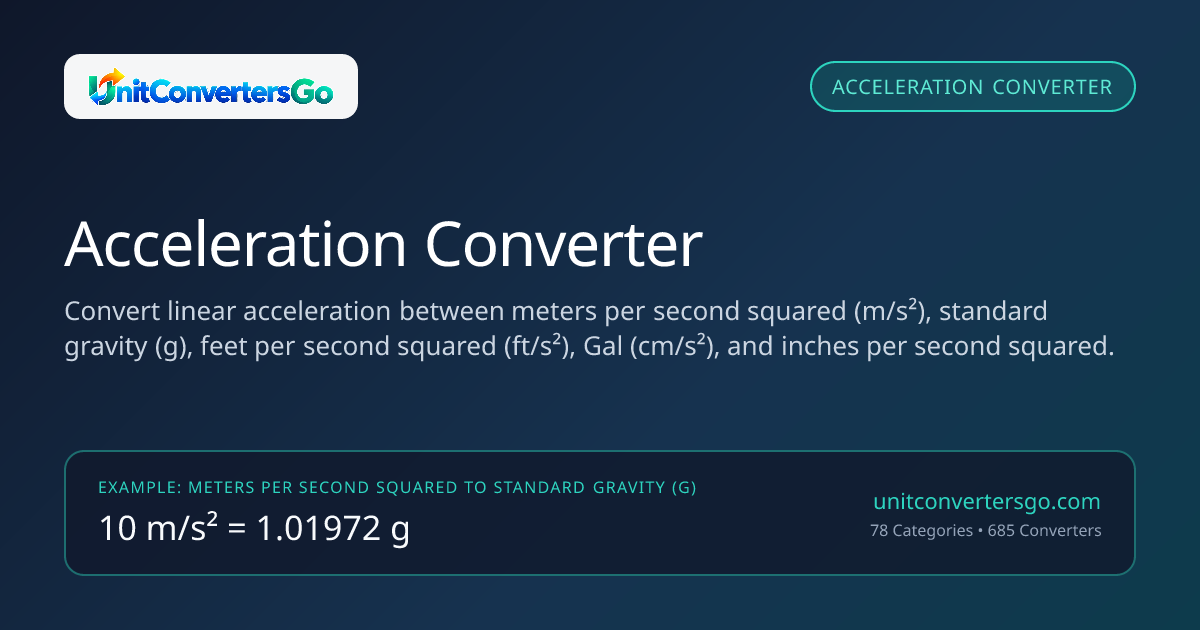 UnitConvertersGo
ACCELERATION CONVERTER
Acceleration Converter
Convert linear acceleration between meters per second squared (m/s²), standard
gravity (g), feet per second squared (ft/s²), Gal (cm/s²), and inches per second squared.
EXAMPLE: METERS PER SECOND SQUARED TO STANDARD GRAVITY (G)
10 m/s² = 1.01972 g
unitconvertersgo.com
78 Categories • 685 Converters